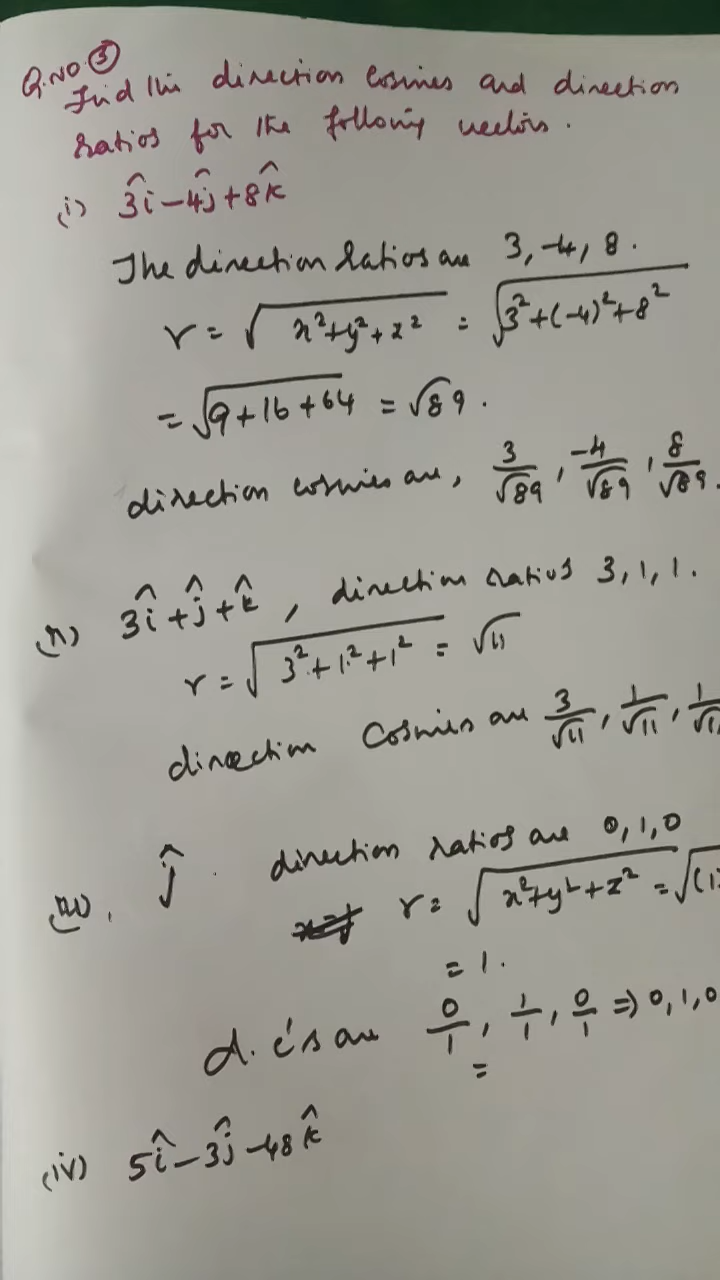 Q.NO.③
Find the direction cosines and direction
ratios for the following vectors.
(i) 3î-4ĵ+8k̂
The direction ratios are 3, -4, 8.
r = √(x²+y²+z²) = √(3²+(-4)²+8²)
= √(9+16+64) = √89.
direction cosines are, 3/√89, -4/√89, 8/√89.
(ii) 3î+ĵ+k̂, direction ratios 3, 1, 1.
r = √(3²+1²+1²) = √11
direction Cosines are 3/√11, 1/√11, 1/√11
(iii). ĵ. direction ratios are 0, 1, 0
r = √(x²+y²+z²) = √(1
= 1.
d.c's are 0/1, 1/1, 0/1 ⇒ 0, 1, 0
=
(iv) 5î-3ĵ-48k̂